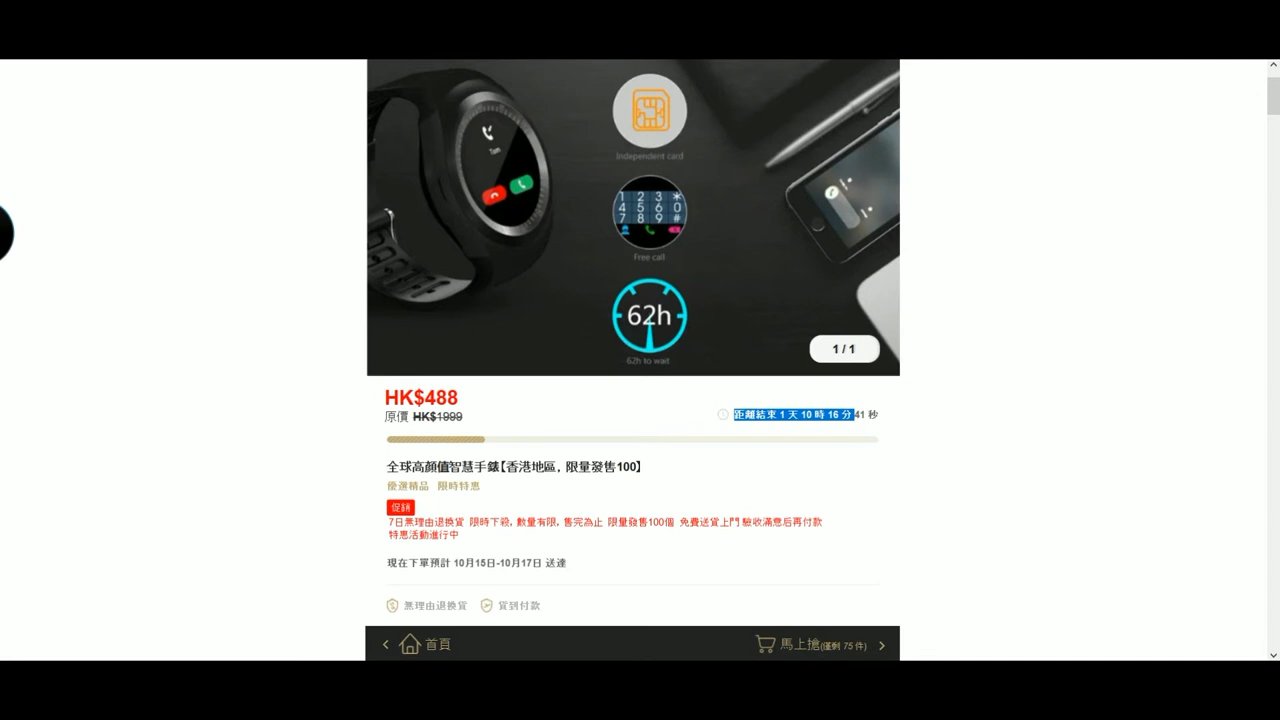 Tom
Independent card
1 2 3 *
4 5 6 0
7 8 9 #
Free call
62h
62h to wait
1 / 1
HK$488
原價 HK$1999
距離結束 1 天 10 時 16 分 41 秒
全球高顏值智慧手錶【香港地區，限量發售100】
優選精品 限時特惠
促銷
7日無理由退換貨 限時下殺, 數量有限, 售完為止 限量發售100個 免費送貨上門 驗收滿意后再付款
特惠活動進行中
現在下單預計 10月15日-10月17日 送達
無理由退換貨 貨到付款
首頁
馬上搶(僅剩 75 件)